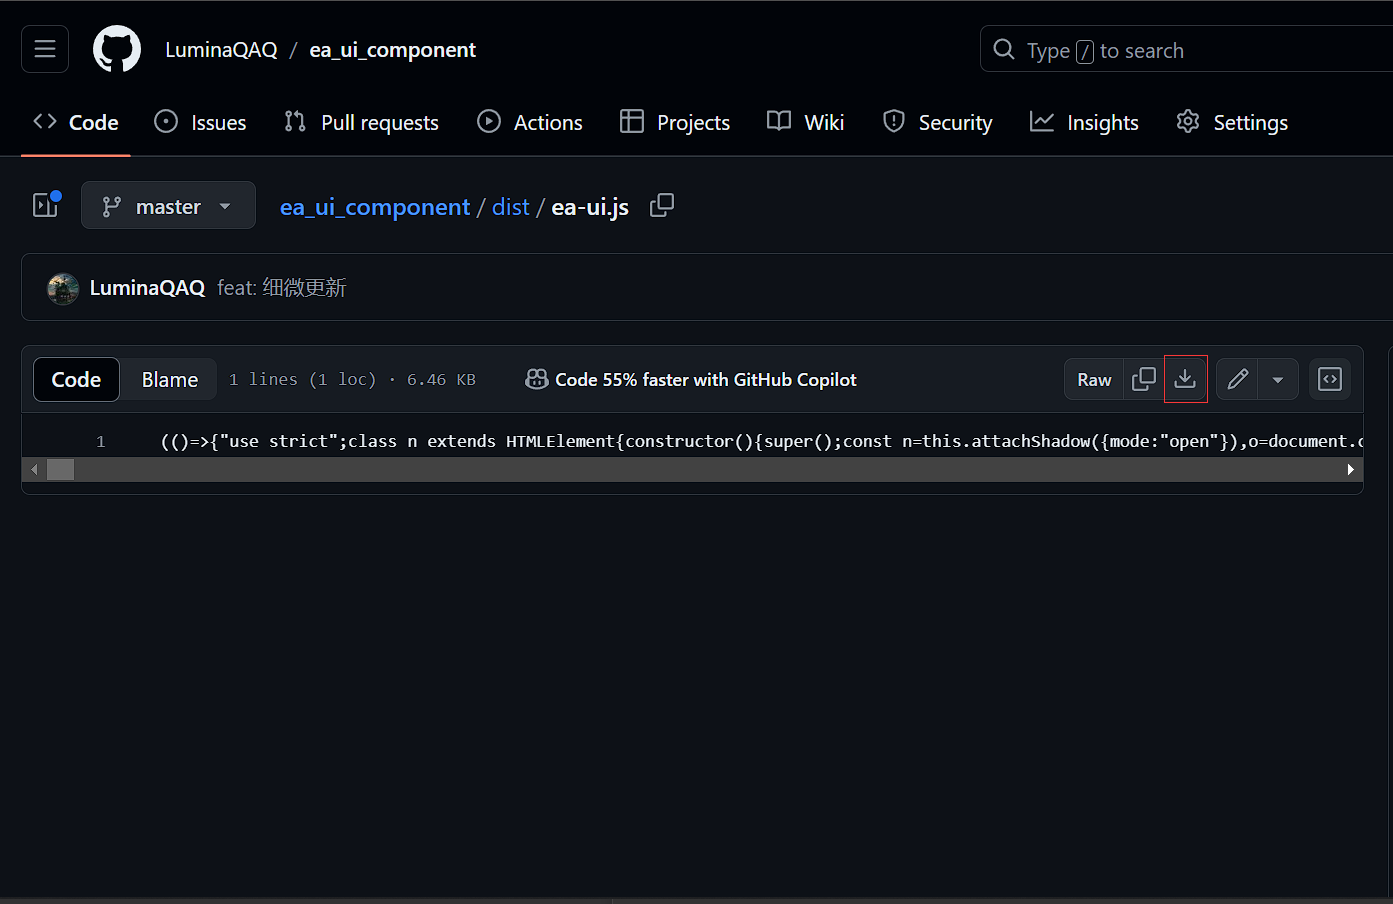 LuminaQAQ / ea_ui_component
Type / to search
Code Issues Pull requests Actions Projects Wiki Security Insights Settings
master ea_ui_component / dist / ea-ui.js
LuminaQAQ feat: 细微更新
Code Blame 1 lines (1 loc) · 6.46 KB Code 55% faster with GitHub Copilot Raw
1 (()=>{"use strict";class n extends HTMLElement{constructor(){super();const n=this.attachShadow({mode:"open"}),o=document.c